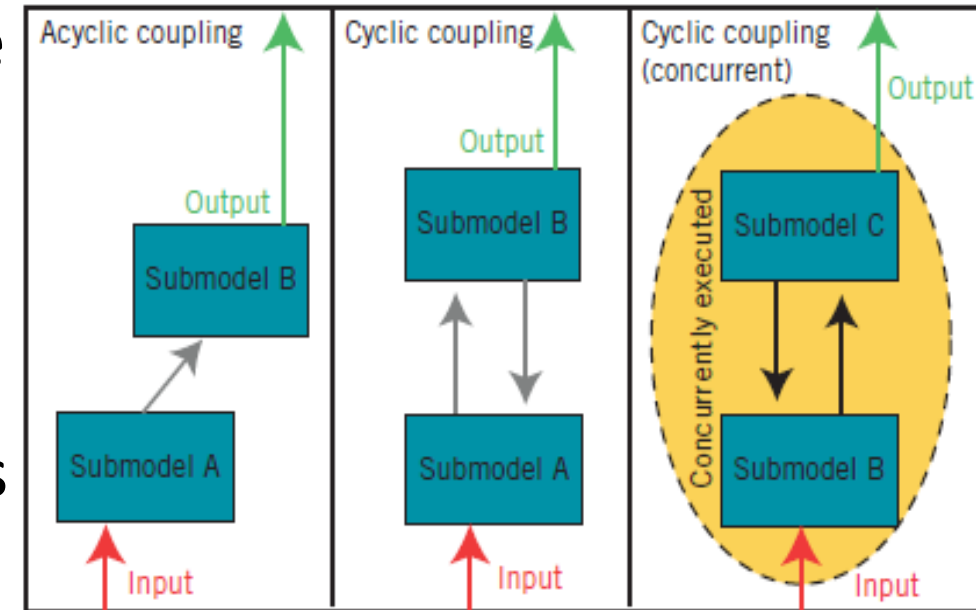 Acyclic coupling
Output
Submodel B
Submodel A
Input
Cyclic coupling
Output
Submodel B
Submodel A
Input
Cyclic coupling
(concurrent)
Output
Concurrently executed
Submodel C
Submodel B
Input